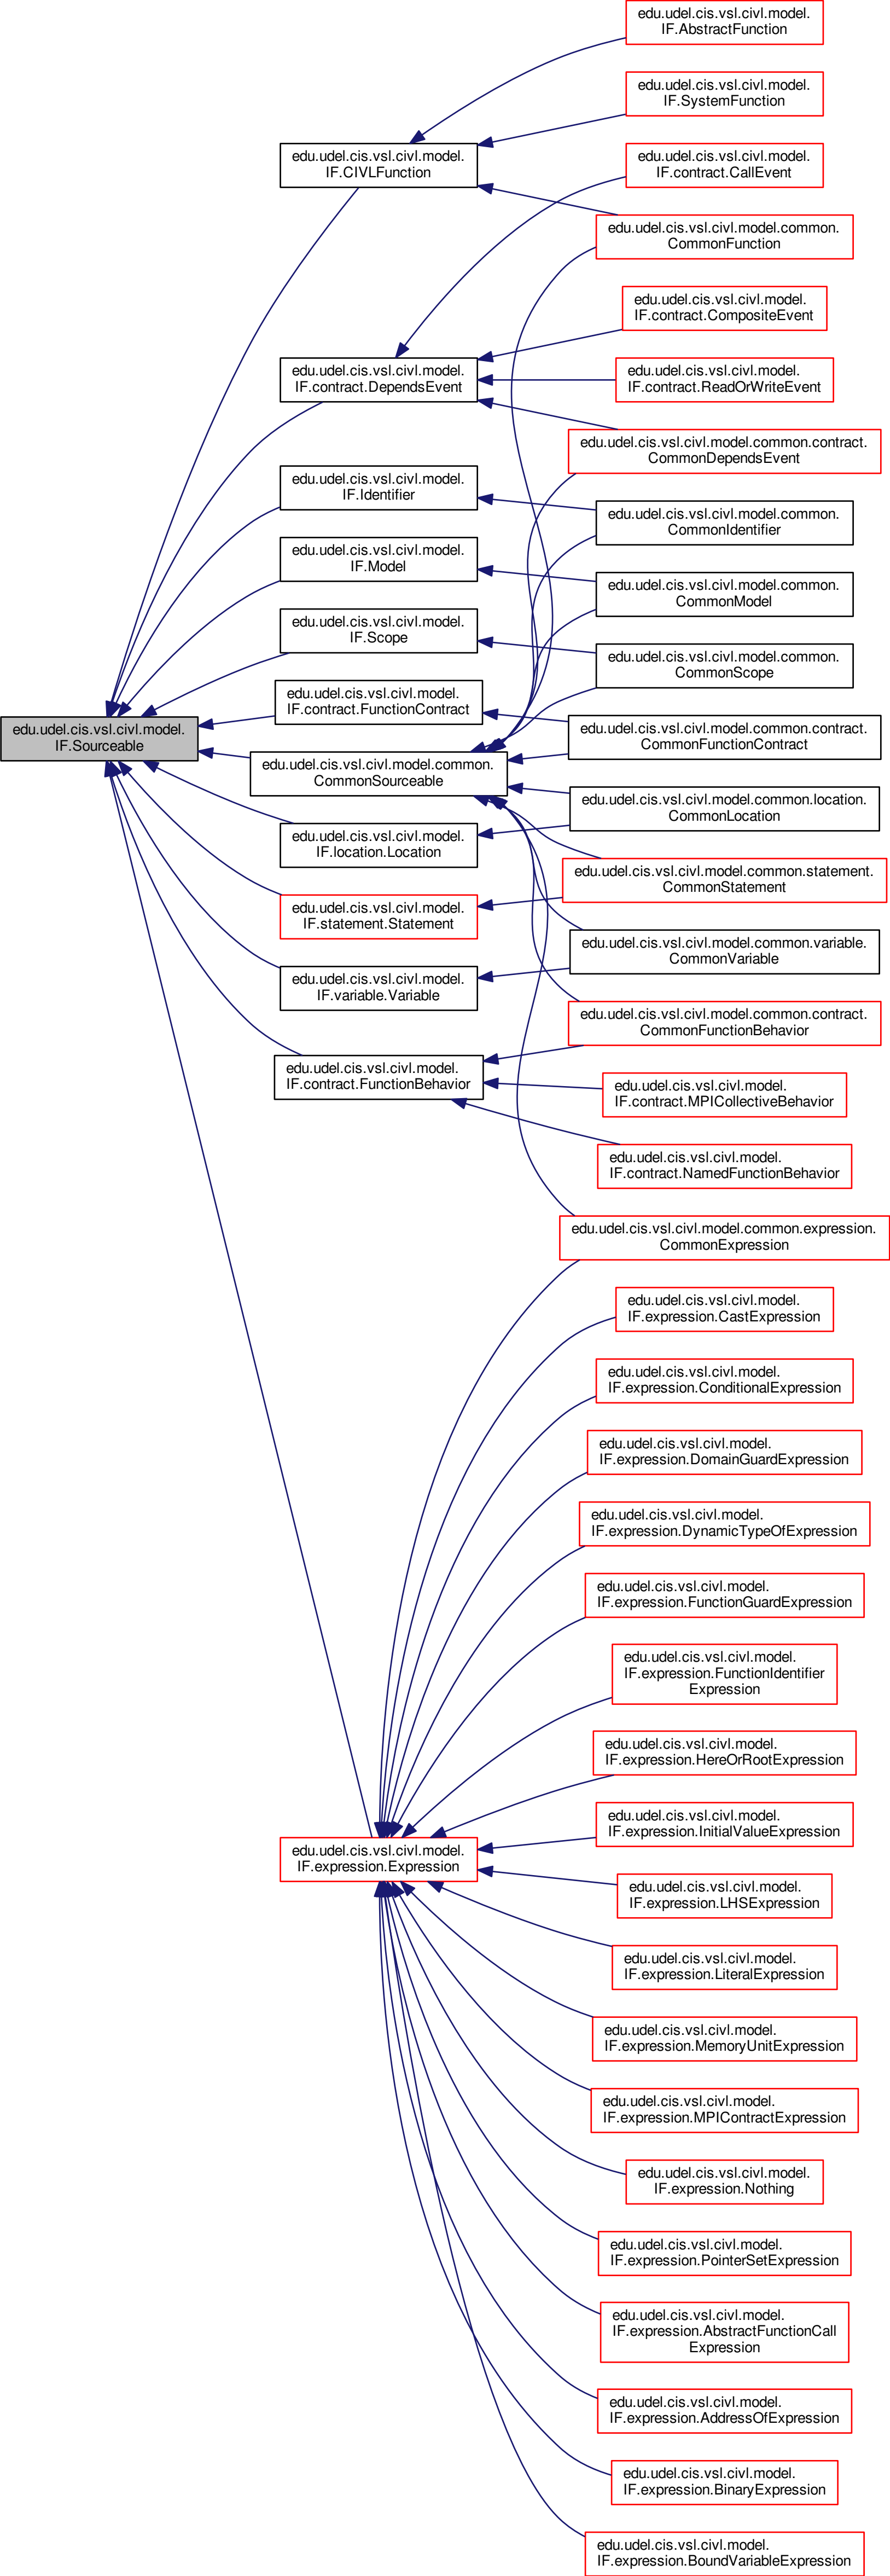 edu.udel.cis.vsl.civl.model.
IF.AbstractFunction
edu.udel.cis.vsl.civl.model.
IF.SystemFunction
edu.udel.cis.vsl.civl.model.
IF.CIVLFunction
edu.udel.cis.vsl.civl.model.
IF.contract.CallEvent
edu.udel.cis.vsl.civl.model.common.
CommonFunction
edu.udel.cis.vsl.civl.model.
IF.contract.CompositeEvent
edu.udel.cis.vsl.civl.model.
IF.contract.DependsEvent
edu.udel.cis.vsl.civl.model.
IF.contract.ReadOrWriteEvent
edu.udel.cis.vsl.civl.model.common.contract.
CommonDependsEvent
edu.udel.cis.vsl.civl.model.
IF.Identifier
edu.udel.cis.vsl.civl.model.common.
CommonIdentifier
edu.udel.cis.vsl.civl.model.
IF.Model
edu.udel.cis.vsl.civl.model.common.
CommonModel
edu.udel.cis.vsl.civl.model.
IF.Scope
edu.udel.cis.vsl.civl.model.common.
CommonScope
edu.udel.cis.vsl.civl.model.
IF.contract.FunctionContract
edu.udel.cis.vsl.civl.model.common.contract.
CommonFunctionContract
edu.udel.cis.vsl.civl.model.
IF.Sourceable
edu.udel.cis.vsl.civl.model.common.
CommonSourceable
edu.udel.cis.vsl.civl.model.common.location.
CommonLocation
edu.udel.cis.vsl.civl.model.
IF.location.Location
edu.udel.cis.vsl.civl.model.common.statement.
CommonStatement
edu.udel.cis.vsl.civl.model.
IF.statement.Statement
edu.udel.cis.vsl.civl.model.common.variable.
CommonVariable
edu.udel.cis.vsl.civl.model.
IF.variable.Variable
edu.udel.cis.vsl.civl.model.common.contract.
CommonFunctionBehavior
edu.udel.cis.vsl.civl.model.
IF.contract.FunctionBehavior
edu.udel.cis.vsl.civl.model.
IF.contract.MPICollectiveBehavior
edu.udel.cis.vsl.civl.model.
IF.contract.NamedFunctionBehavior
edu.udel.cis.vsl.civl.model.common.expression.
CommonExpression
edu.udel.cis.vsl.civl.model.
IF.expression.CastExpression
edu.udel.cis.vsl.civl.model.
IF.expression.ConditionalExpression
edu.udel.cis.vsl.civl.model.
IF.expression.DomainGuardExpression
edu.udel.cis.vsl.civl.model.
IF.expression.DynamicTypeOfExpression
edu.udel.cis.vsl.civl.model.
IF.expression.FunctionGuardExpression
edu.udel.cis.vsl.civl.model.
IF.expression.FunctionIdentifier
Expression
edu.udel.cis.vsl.civl.model.
IF.expression.HereOrRootExpression
edu.udel.cis.vsl.civl.model.
IF.expression.InitialValueExpression
edu.udel.cis.vsl.civl.model.
IF.expression.Expression
edu.udel.cis.vsl.civl.model.
IF.expression.LHSExpression
edu.udel.cis.vsl.civl.model.
IF.expression.LiteralExpression
edu.udel.cis.vsl.civl.model.
IF.expression.MemoryUnitExpression
edu.udel.cis.vsl.civl.model.
IF.expression.MPIContractExpression
edu.udel.cis.vsl.civl.model.
IF.expression.Nothing
edu.udel.cis.vsl.civl.model.
IF.expression.PointerSetExpression
edu.udel.cis.vsl.civl.model.
IF.expression.AbstractFunctionCall
Expression
edu.udel.cis.vsl.civl.model.
IF.expression.AddressOfExpression
edu.udel.cis.vsl.civl.model.
IF.expression.BinaryExpression
edu.udel.cis.vsl.civl.model.
IF.expression.BoundVariableExpression